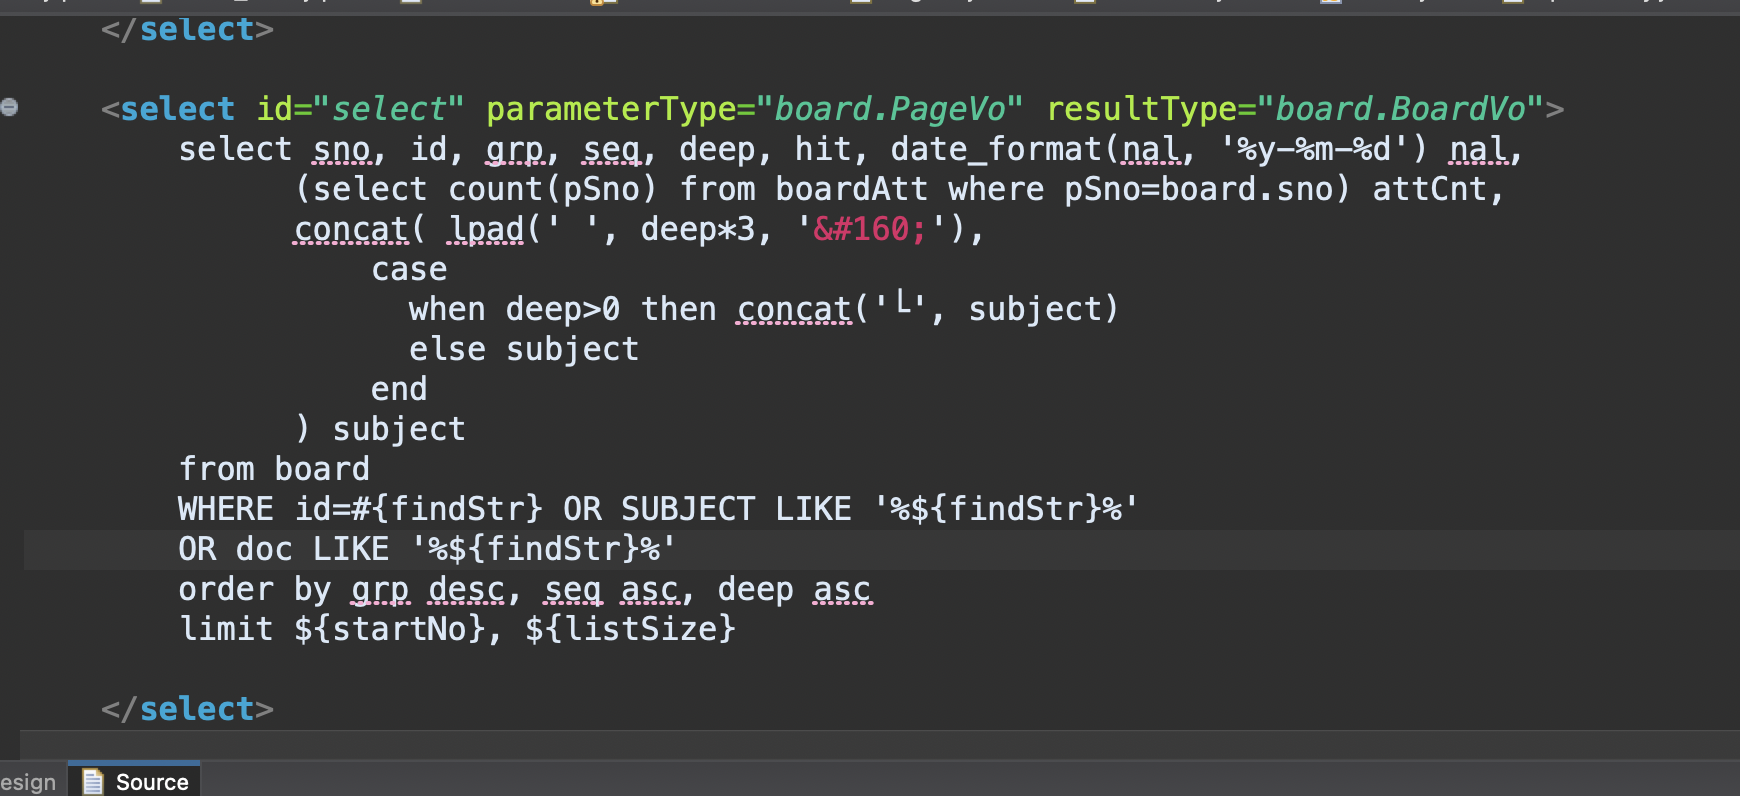 </select>
<select id="select" parameterType="board.PageVo" resultType="board.BoardVo">
select sno, id, grp, seq, deep, hit, date_format(nal, '%y-%m-%d') nal,
(select count(pSno) from boardAtt where pSno=board.sno) attCnt,
concat( lpad(' ', deep*3, '&#160;'),
case
when deep>0 then concat('└', subject)
else subject
end
) subject
from board
WHERE id=#{findStr} OR SUBJECT LIKE '%${findStr}%'
OR doc LIKE '%${findStr}%'
order by grp desc, seq asc, deep asc
limit ${startNo}, ${listSize}
</select>
esign Source